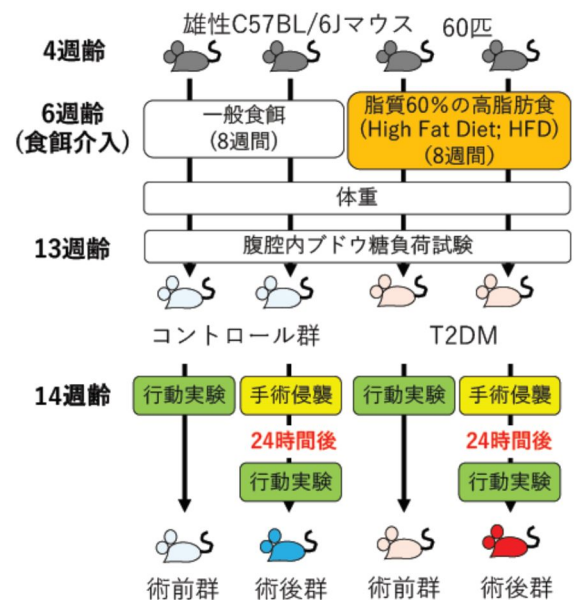 雄性C57BL/6Jマウス 60匹
4週齢
6週齢
(食餌介入)
一般食餌
(8週間)
脂質60%の高脂肪食
(High Fat Diet; HFD)
(8週間)
体重
13週齢
腹腔内ブドウ糖負荷試験
コントロール群
T2DM
14週齢
行動実験
手術侵襲
行動実験
手術侵襲
24時間後
24時間後
行動実験
行動実験
術前群
術後群
術前群
術後群